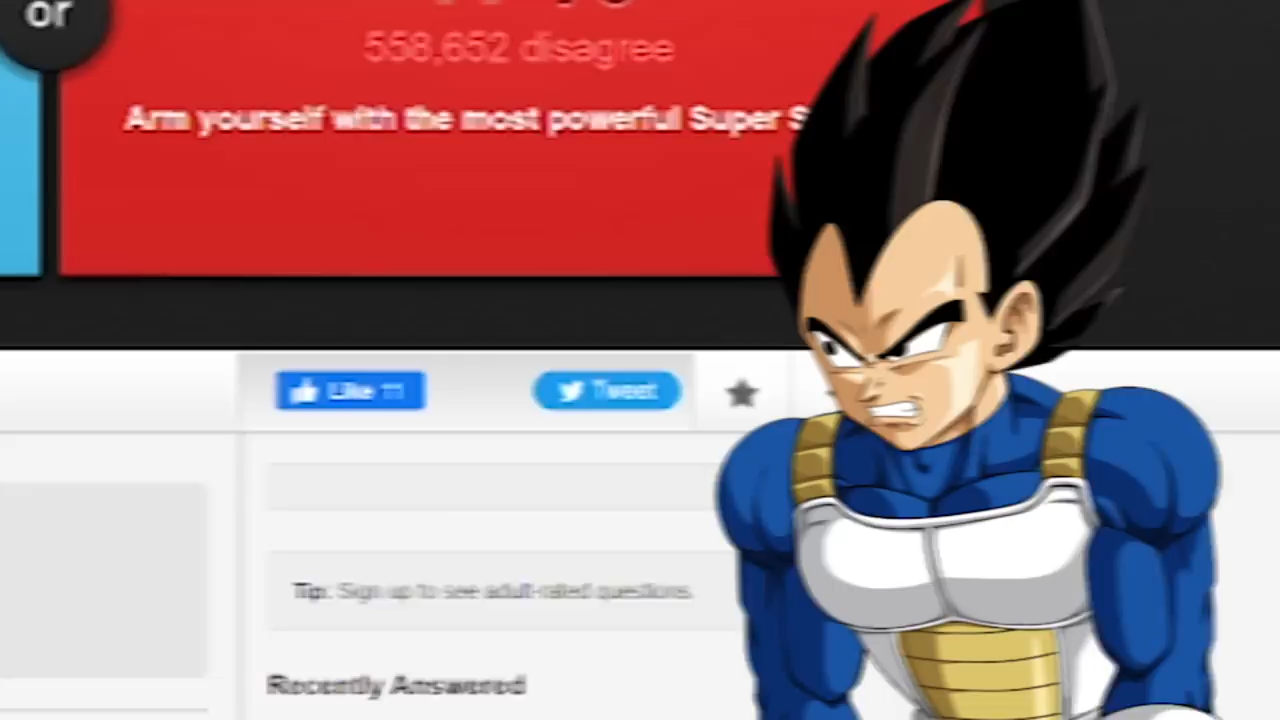 or
558,652 disagree
Arm yourself with the most powerful Super S
Like 11
Tweet
Tip: Sign up to see adult-rated questions.
Recently Answered